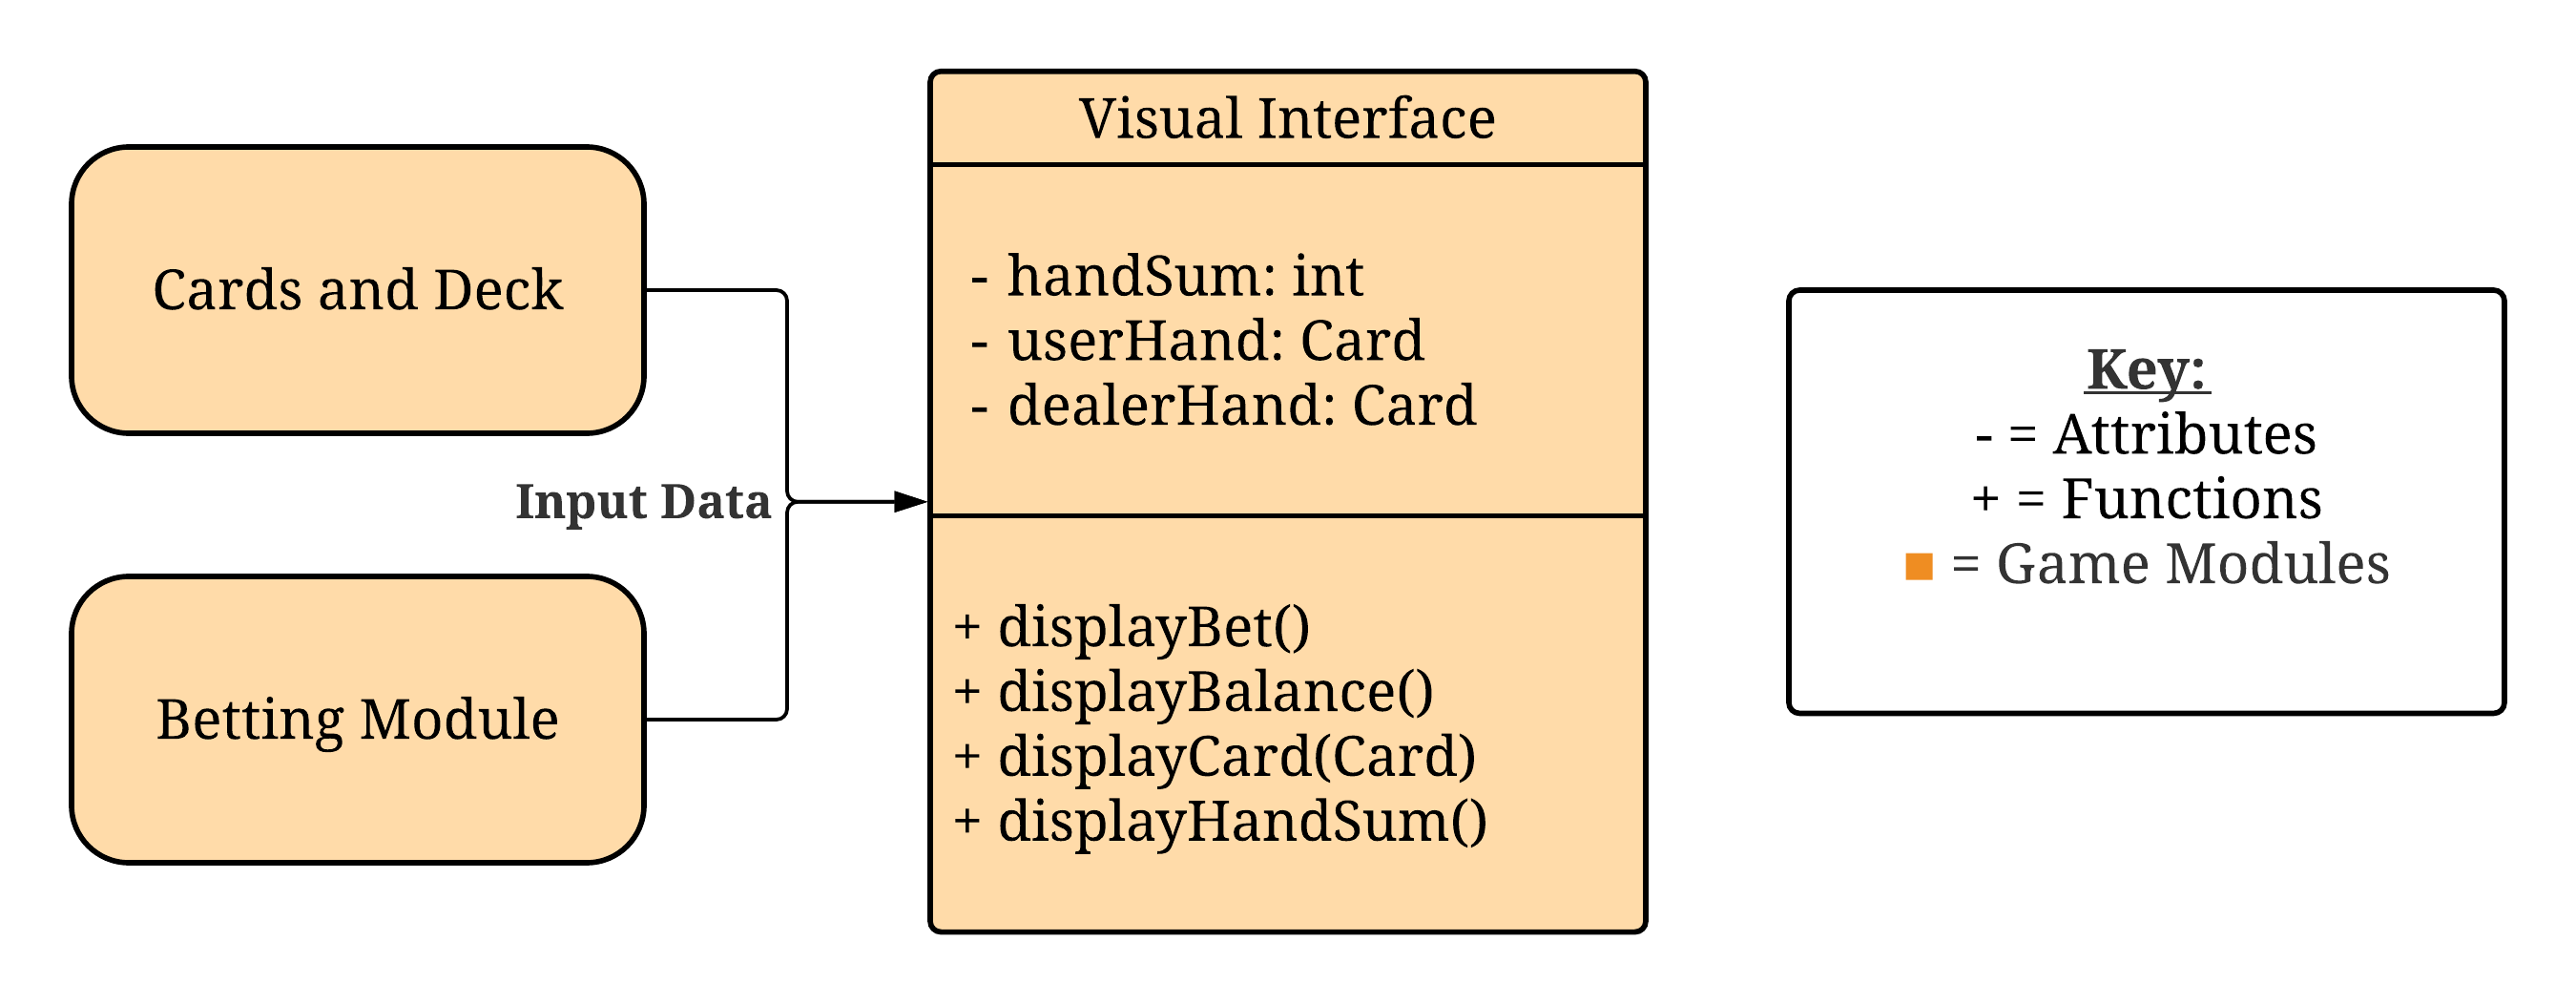 Cards and Deck
Input Data
Betting Module
Visual Interface
- handSum: int
- userHand: Card
- dealerHand: Card
+ displayBet()
+ displayBalance()
+ displayCard(Card)
+ displayHandSum()
Key:
- = Attributes
+ = Functions
■ = Game Modules